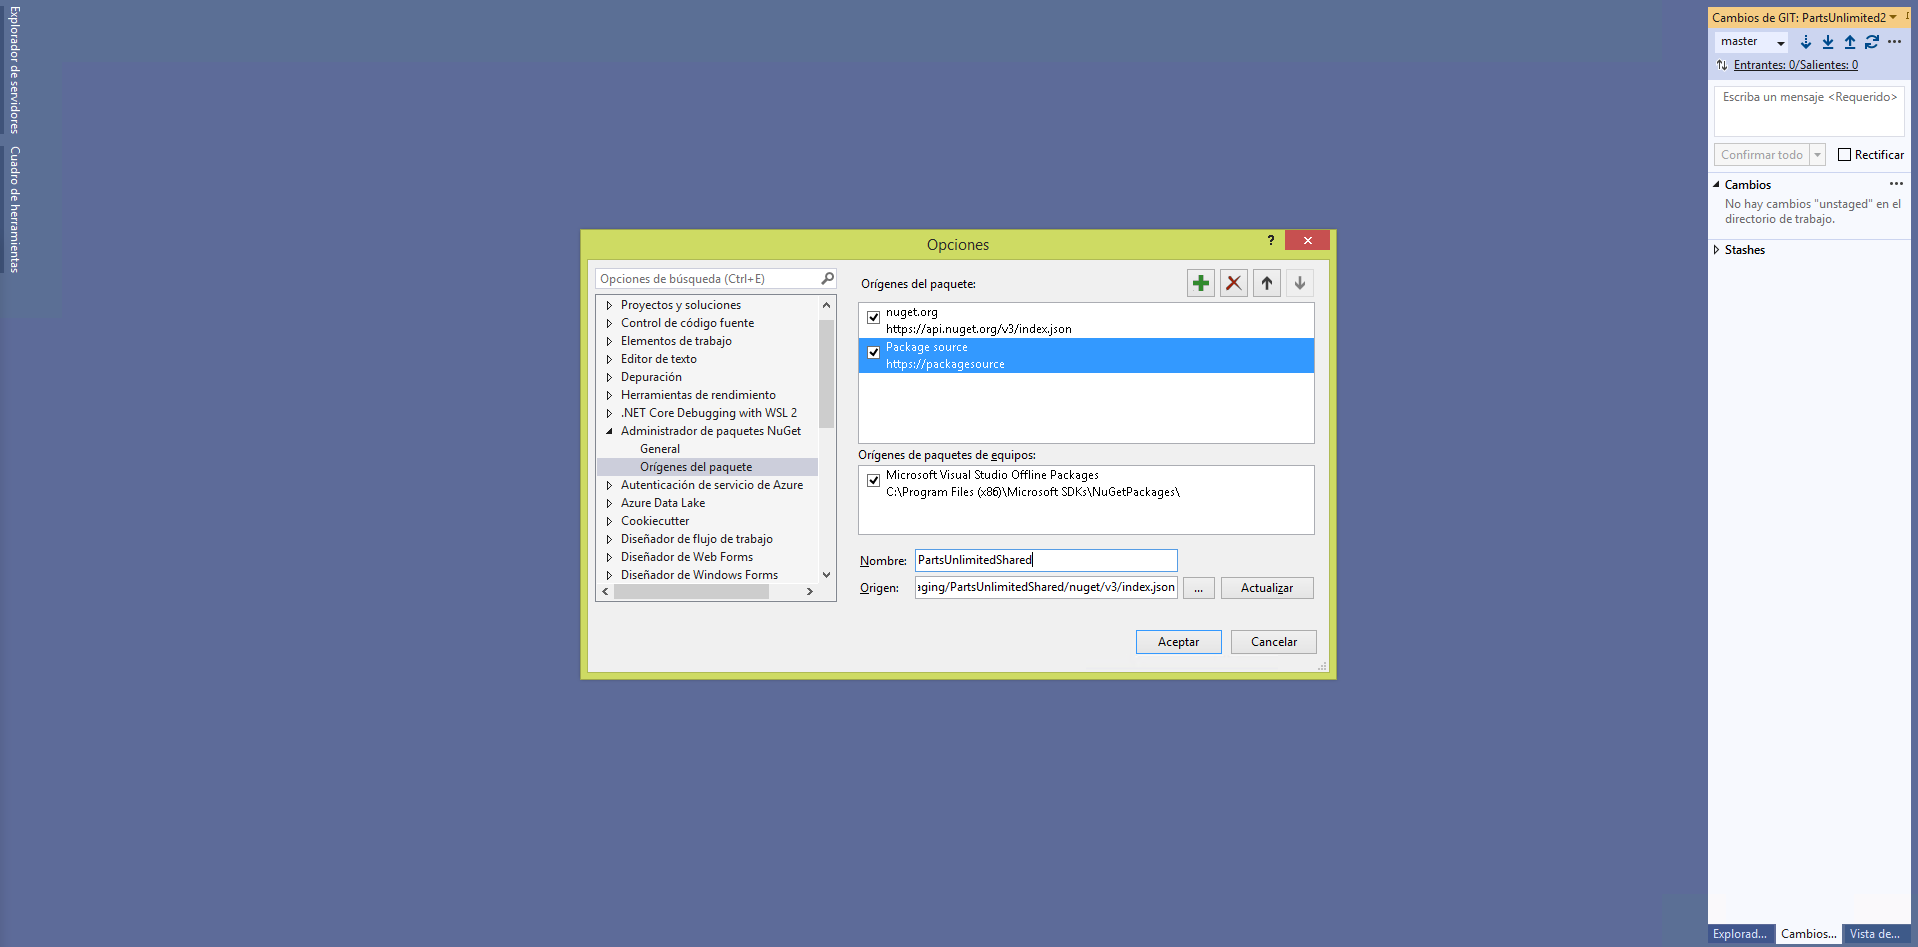 Explorador de servidores
Cuadro de herramientas
Opciones
?
Opciones de búsqueda (Ctrl+E)
Proyectos y soluciones
Control de código fuente
Elementos de trabajo
Editor de texto
Depuración
Herramientas de rendimiento
.NET Core Debugging with WSL 2
Administrador de paquetes NuGet
General
Orígenes del paquete
Autenticación de servicio de Azure
Azure Data Lake
Cookiecutter
Diseñador de flujo de trabajo
Diseñador de Web Forms
Diseñador de Windows Forms
Orígenes del paquete:
nuget.org
https://api.nuget.org/v3/index.json
Package source
https://packagesource
Orígenes de paquetes de equipos:
Microsoft Visual Studio Offline Packages
C:\Program Files (x86)\Microsoft SDKs\NuGetPackages\
Nombre: PartsUnlimitedShared
Origen: aging/PartsUnlimitedShared/nuget/v3/index.json ... Actualizar
Aceptar Cancelar
Cambios de GIT: PartsUnlimited2
master
Entrantes: 0/Salientes: 0
Escriba un mensaje <Requerido>
Confirmar todo Rectificar
Cambios
No hay cambios "unstaged" en el
directorio de trabajo.
Stashes
Explorad... Cambios... Vista de...